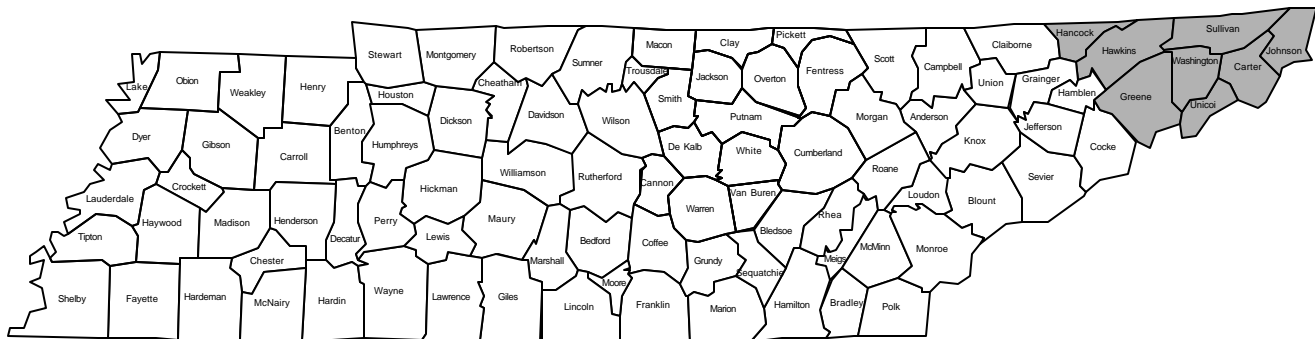 Stewart
Montgomery
Robertson
Sumner
Macon
Clay
Pickett
Scott
Claiborne
Hancock
Hawkins
Sullivan
Johnson
Lake
Obion
Weakley
Henry
Houston
Cheatham
Trousdale
Jackson
Overton
Fentress
Campbell
Union
Grainger
Hamblen
Washington
Carter
Greene
Unicoi
Dyer
Gibson
Carroll
Benton
Humphreys
Dickson
Davidson
Wilson
Smith
Putnam
Morgan
Anderson
Knox
Jefferson
Cocke
De Kalb
White
Cumberland
Roane
Loudon
Sevier
Blount
Lauderdale
Crockett
Haywood
Madison
Henderson
Decatur
Perry
Hickman
Williamson
Maury
Rutherford
Cannon
Warren
Van Buren
Bledsoe
Rhea
Tipton
Chester
Lewis
Marshall
Bedford
Coffee
Grundy
Sequatchie
Meigs
McMinn
Monroe
Shelby
Fayette
Hardeman
McNairy
Hardin
Wayne
Lawrence
Giles
Lincoln
Moore
Franklin
Marion
Hamilton
Bradley
Polk